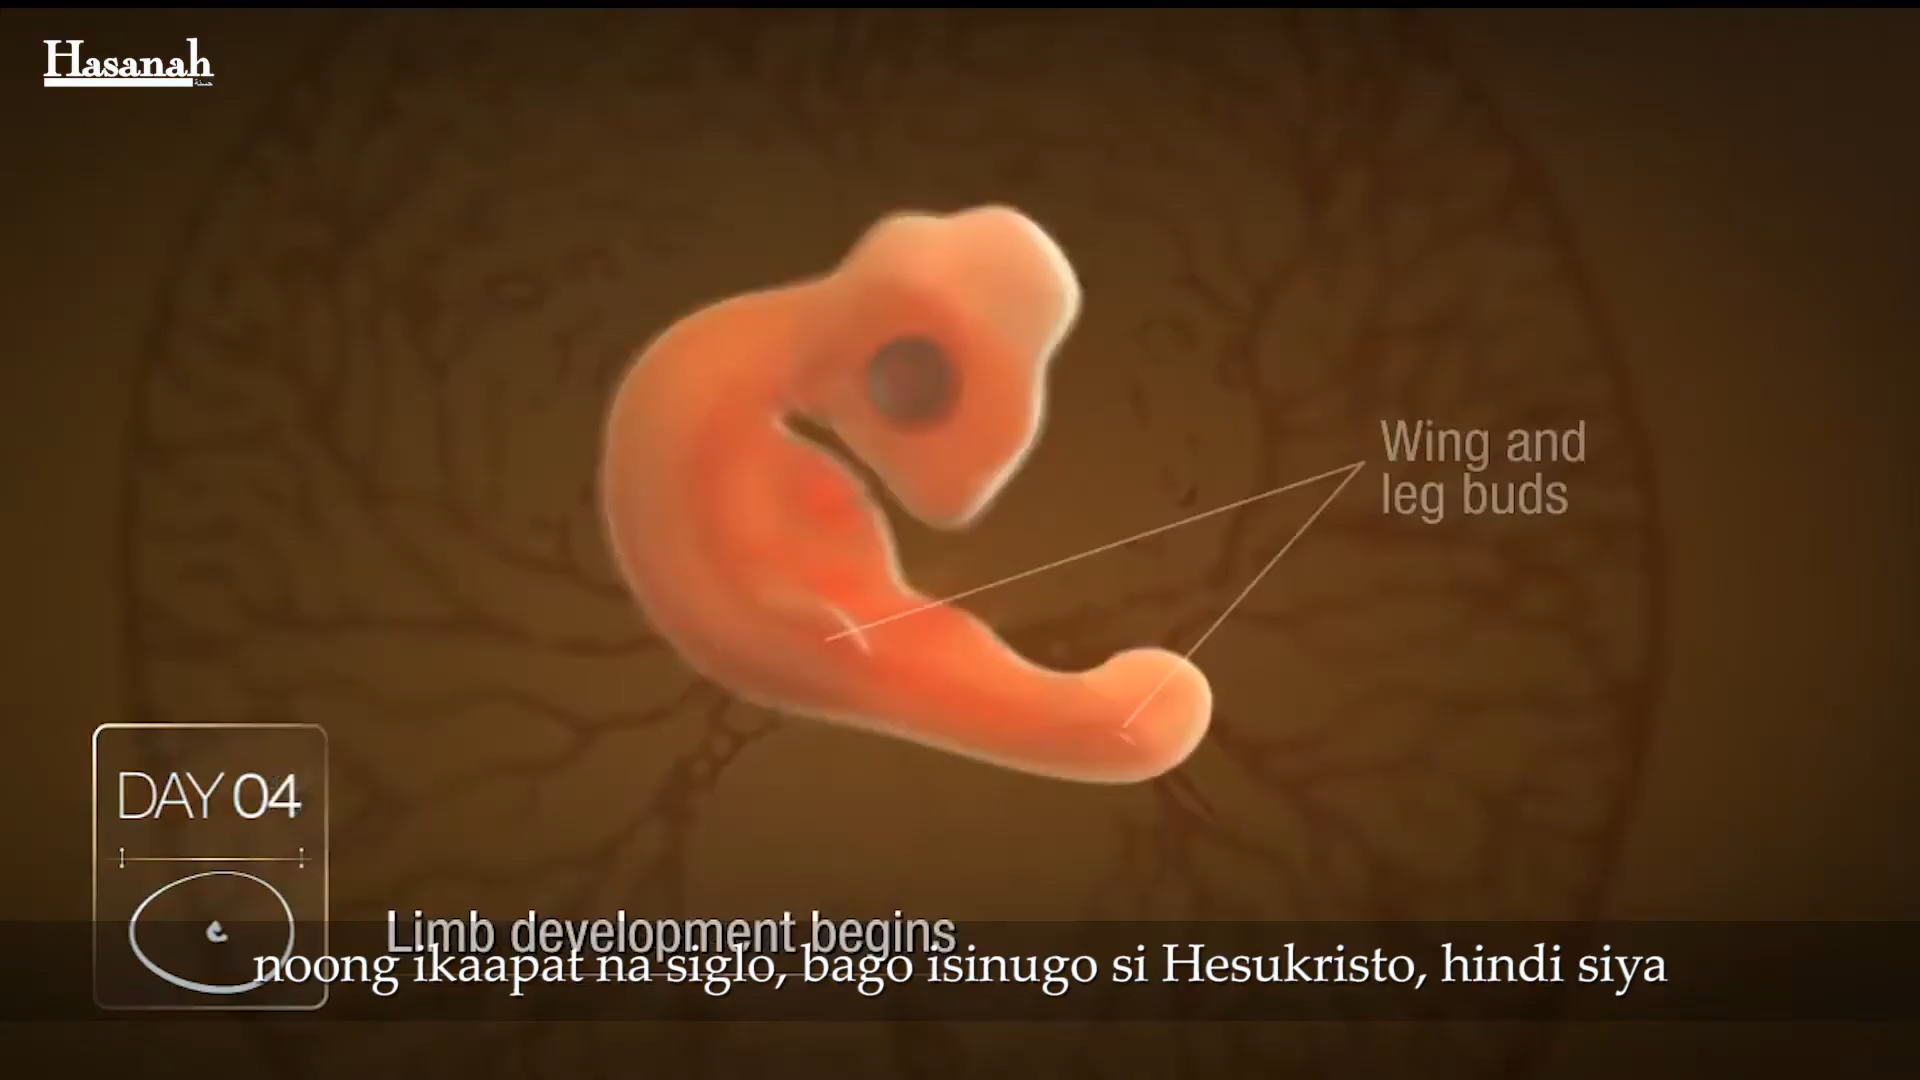 Hasanah
حسنة
Wing and
leg buds
DAY 04
Limb development begins
noong ikaapat na siglo, bago isinugo si Hesukristo, hindi siya